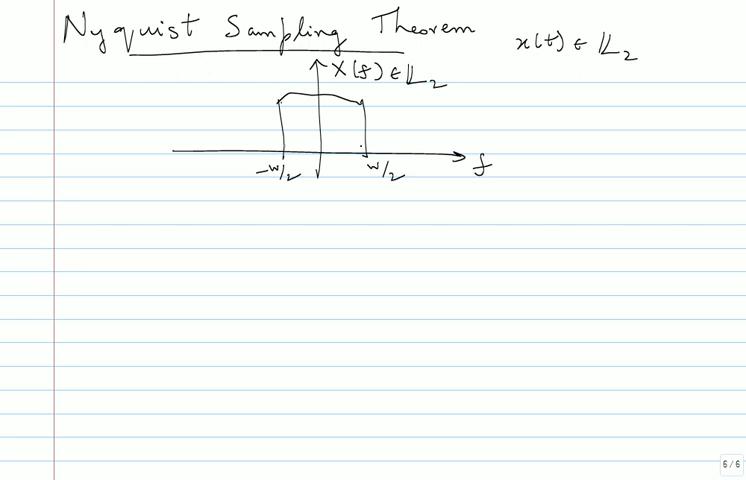 Nyquist Sampling Theorem
x(t) ∈ 𝕃₂
X(f) ∈ 𝕃₂
-W/2
W/2
f
6/6